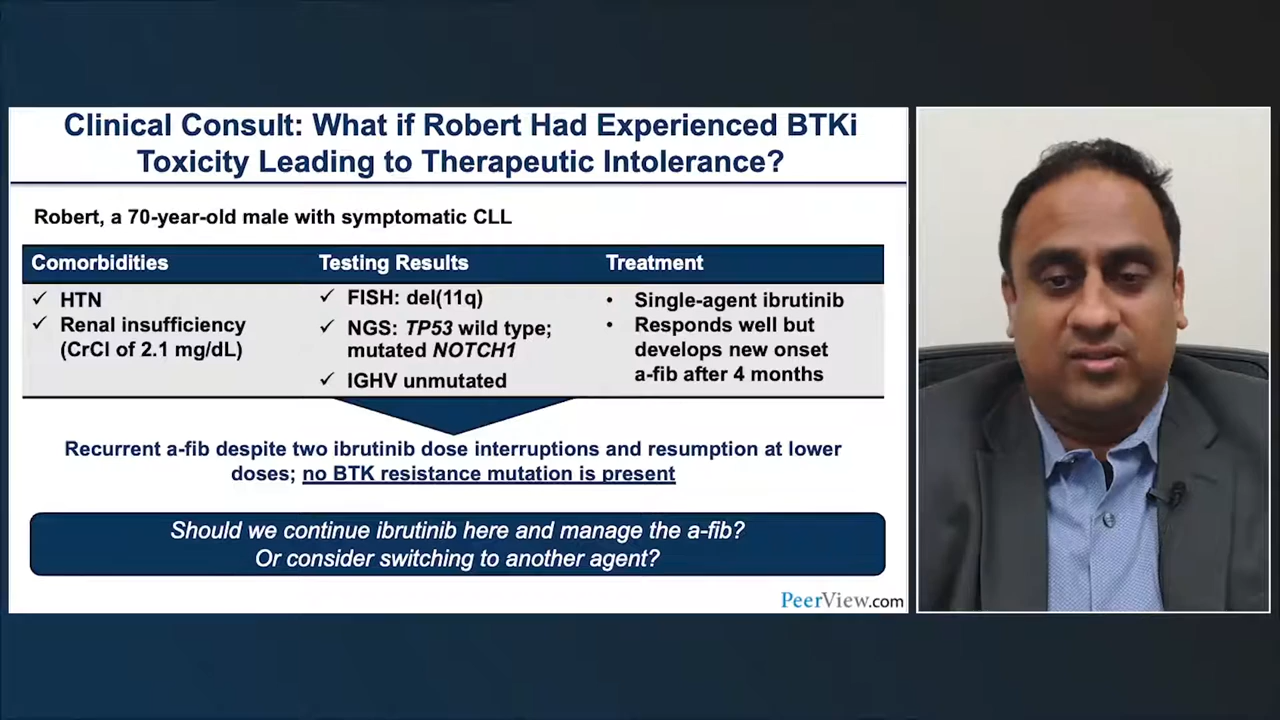 Clinical Consult: What if Robert Had Experienced BTKi
Toxicity Leading to Therapeutic Intolerance?
Robert, a 70-year-old male with symptomatic CLL
Comorbidities
✓ HTN
✓ Renal insufficiency
(CrCl of 2.1 mg/dL)
Testing Results
✓ FISH: del(11q)
✓ NGS: TP53 wild type;
mutated NOTCH1
✓ IGHV unmutated
Treatment
• Single-agent ibrutinib
• Responds well but
develops new onset
a-fib after 4 months
Recurrent a-fib despite two ibrutinib dose interruptions and resumption at lower
doses; no BTK resistance mutation is present
Should we continue ibrutinib here and manage the a-fib?
Or consider switching to another agent?
PeerView.com